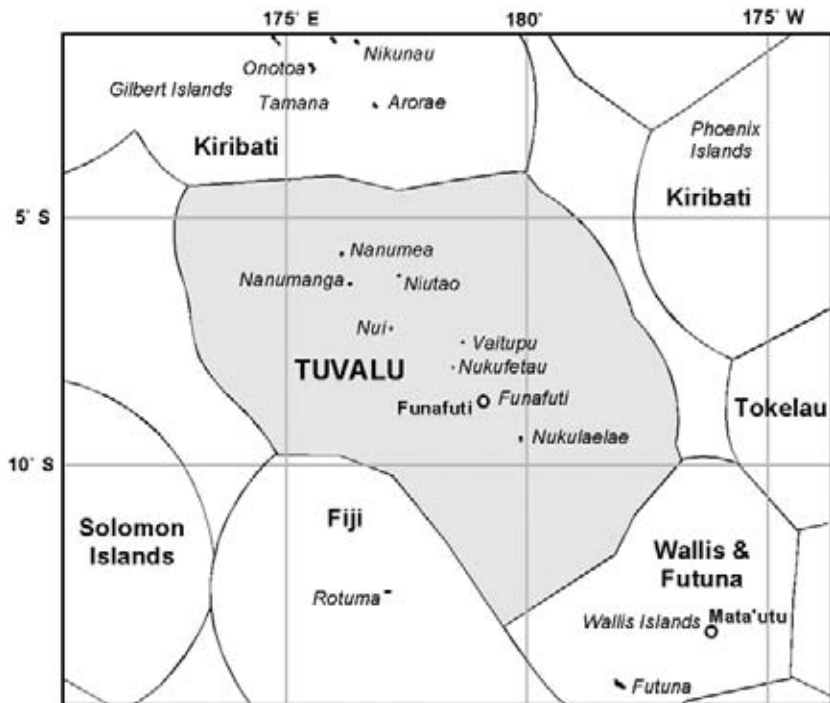 175° E
180°
175° W
Nikunau
Onotoa
Gilbert Islands
Tamana
Arorae
Kiribati
Phoenix
Islands
Kiribati
5° S
Nanumea
Nanumanga
Niutao
Nui
Vaitupu
TUVALU
Nukufetau
Funafuti
Funafuti
Tokelau
Nukulaelae
10° S
Solomon
Islands
Fiji
Wallis &
Futuna
Rotuma
Wallis Islands
Mata'utu
Futuna